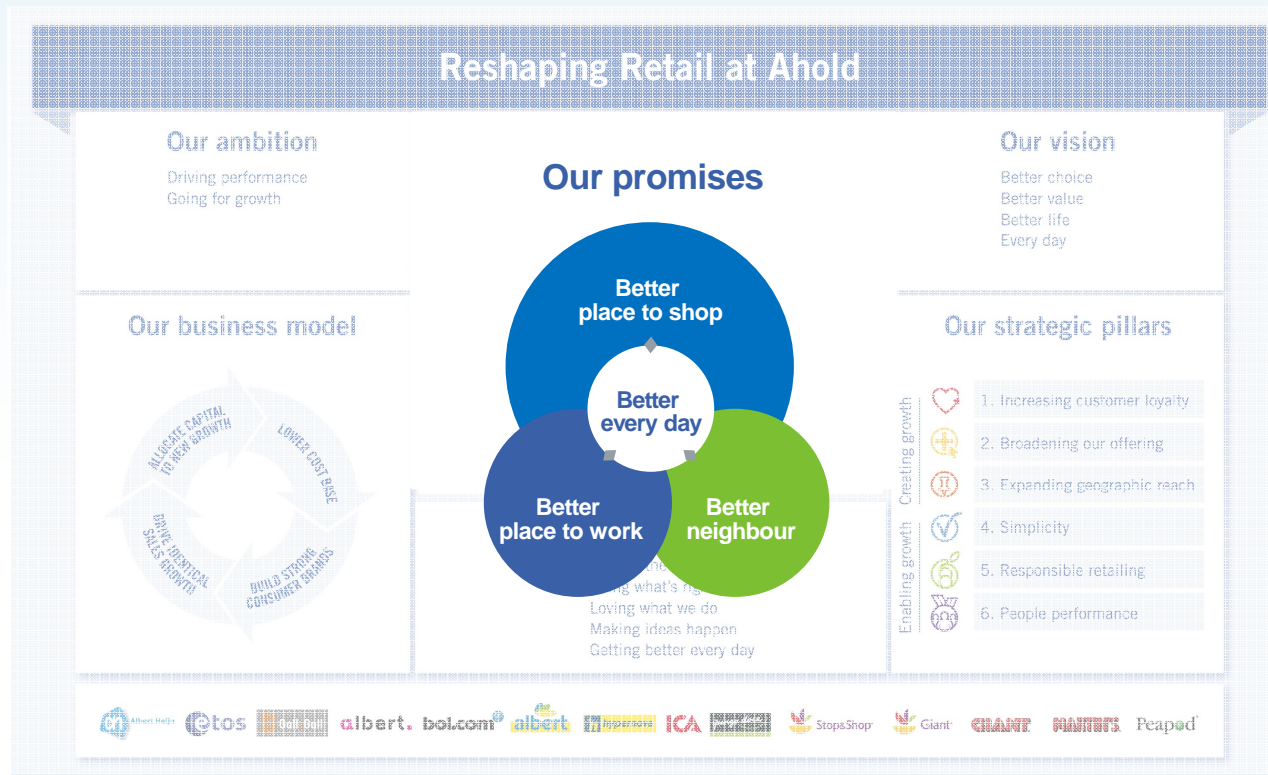 Reshaping Retail at Ahold
Our ambition
Driving performance
Going for growth
Our promises
Better
place to shop
Better
every day
Better
place to work
Better
neighbour
Our vision
Better choice
Better value
Better life
Every day
Our business model
ALLOCATE CAPITAL
TO NEW GROWTH
LOWER COST BASE
BUILD STRONG
CONSUMER BRANDS
DRIVE IDENTICAL
SALES GROWTH
what's
Loving what we do
Making ideas happen
Getting better every day
Our strategic pillars
Creating growth
1. Increasing customer loyalty
2. Broadening our offering
3. Expanding geographic reach
Enabling growth
4. Simplicity
5. Responsible retailing
6. People performance
Albert Heijn
etos
albert.
bol.com
albert
hipermon
ICA
Stop&Shop
Giant
GIANT
MARTIN'S
Peapod